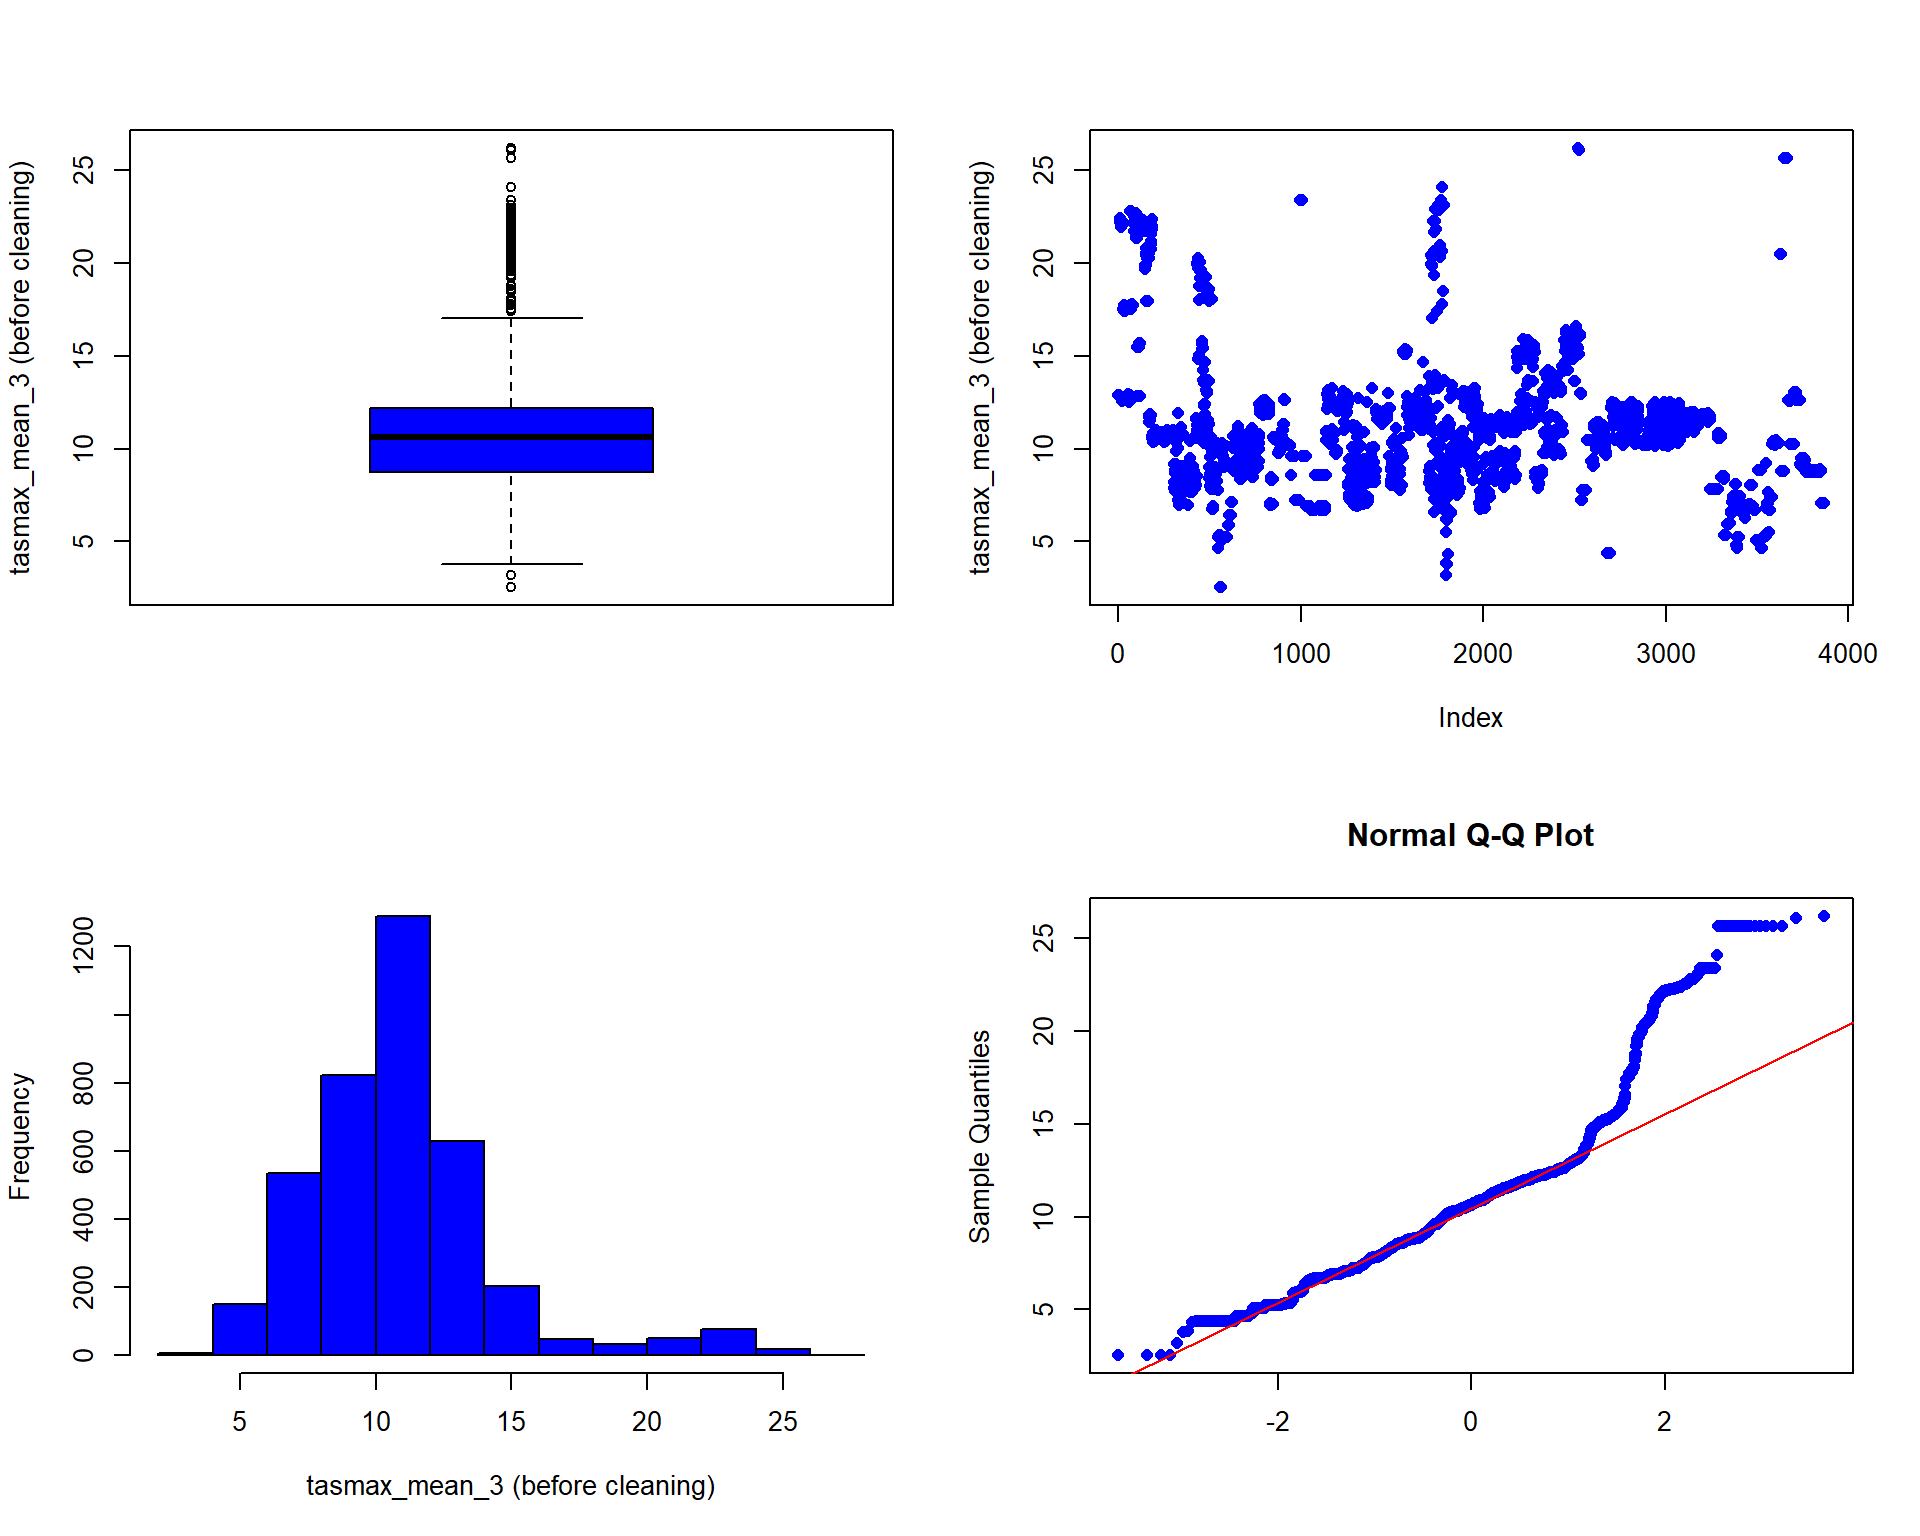 tasmax_mean_3 (before cleaning)
5 10 15 20 25
tasmax_mean_3 (before cleaning)
5 10 15 20 25
0 1000 2000 3000 4000
Index
Frequency
0 200 400 600 800 1200
5 10 15 20 25
tasmax_mean_3 (before cleaning)
Normal Q-Q Plot
Sample Quantiles
5 10 15 20 25
-2 0 2